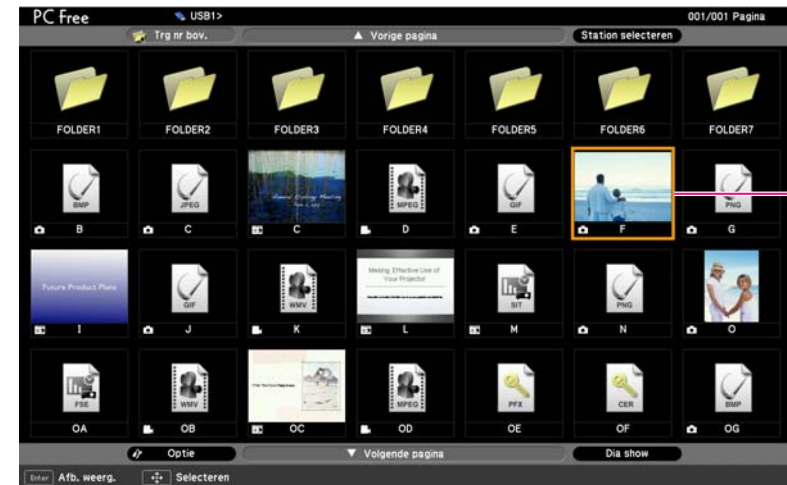 PC Free USB1> 001/001 Pagina
Trg nr bov. ▲ Vorige pagina Station selecteren
FOLDER1 FOLDER2 FOLDER3 FOLDER4 FOLDER5 FOLDER6 FOLDER7
BMP JPEG MPEG GIF PNG
B C C D E F G
Future Product Plans GIF WMV Making Effective Use of SIT PNG
Your Projector
I J K L M N O
FSE WMV MPEG PFX CER BMP
OA OB OC OD OE OF OG
Optie ▼ Volgende pagina Dia show
Enter Afb. weerg. Selecteren